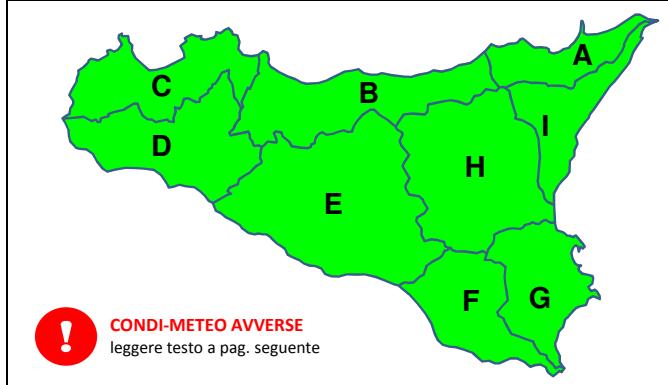 A
C
B
I
D
H
E
F
G
!
CONDI-METEO AVVERSE
leggere testo a pag. seguente